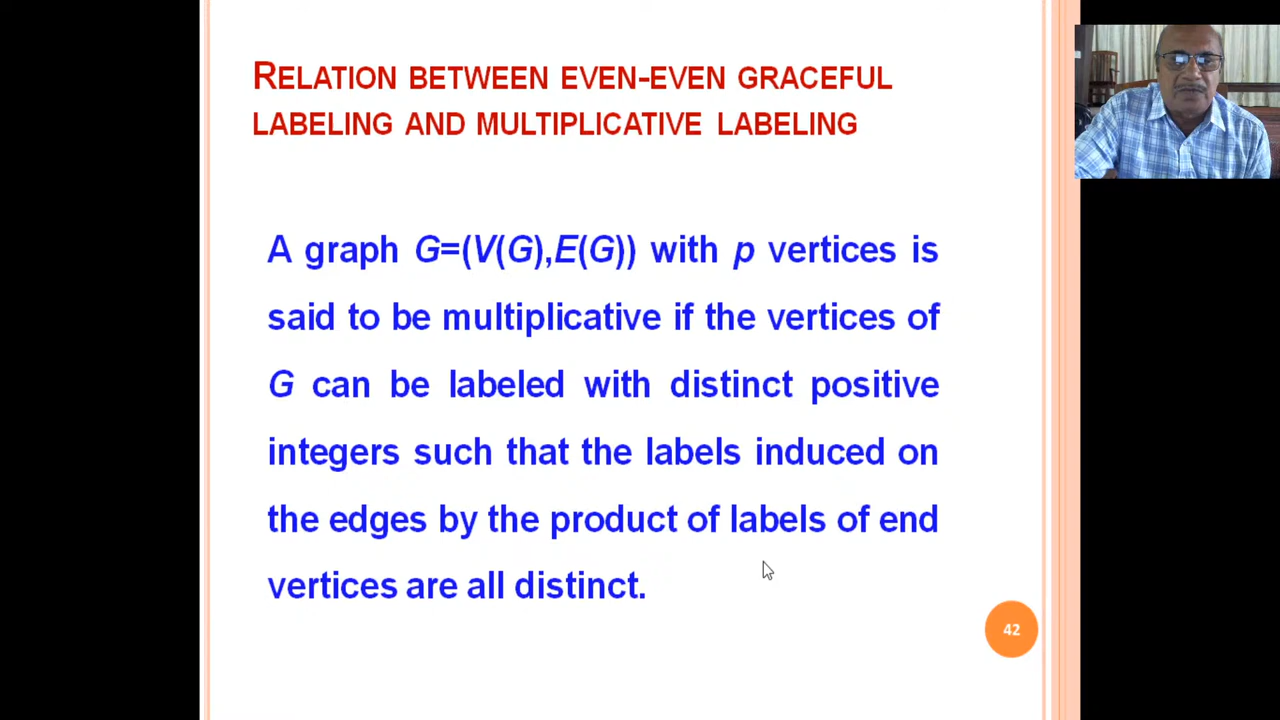 RELATION BETWEEN EVEN-EVEN GRACEFUL
LABELING AND MULTIPLICATIVE LABELING
A graph G=(V(G),E(G)) with p vertices is
said to be multiplicative if the vertices of
G can be labeled with distinct positive
integers such that the labels induced on
the edges by the product of labels of end
vertices are all distinct.
42